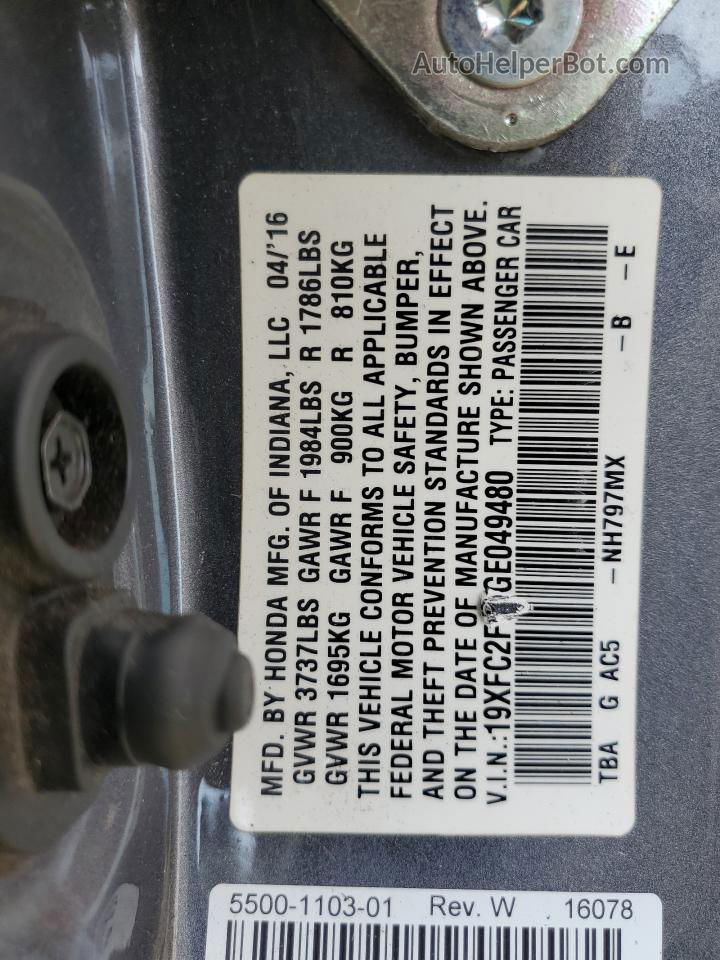 AutoHelperBot.com
MFD. BY HONDA MFG. OF INDIANA, LLC 04/'16
GVWR 3737LBS GAWR F 1984LBS R 1786LBS
GVWR 1695KG GAWR F 900KG R 810KG
THIS VEHICLE CONFORMS TO ALL APPLICABLE
FEDERAL MOTOR VEHICLE SAFETY, BUMPER,
AND THEFT PREVENTION STANDARDS IN EFFECT
ON THE DATE OF MANUFACTURE SHOWN ABOVE.
V.I.N.: TYPE: PASSENGER CAR
TBA G AC5 - NH797MX - B - E
5500-1103-01 Rev. W 16078